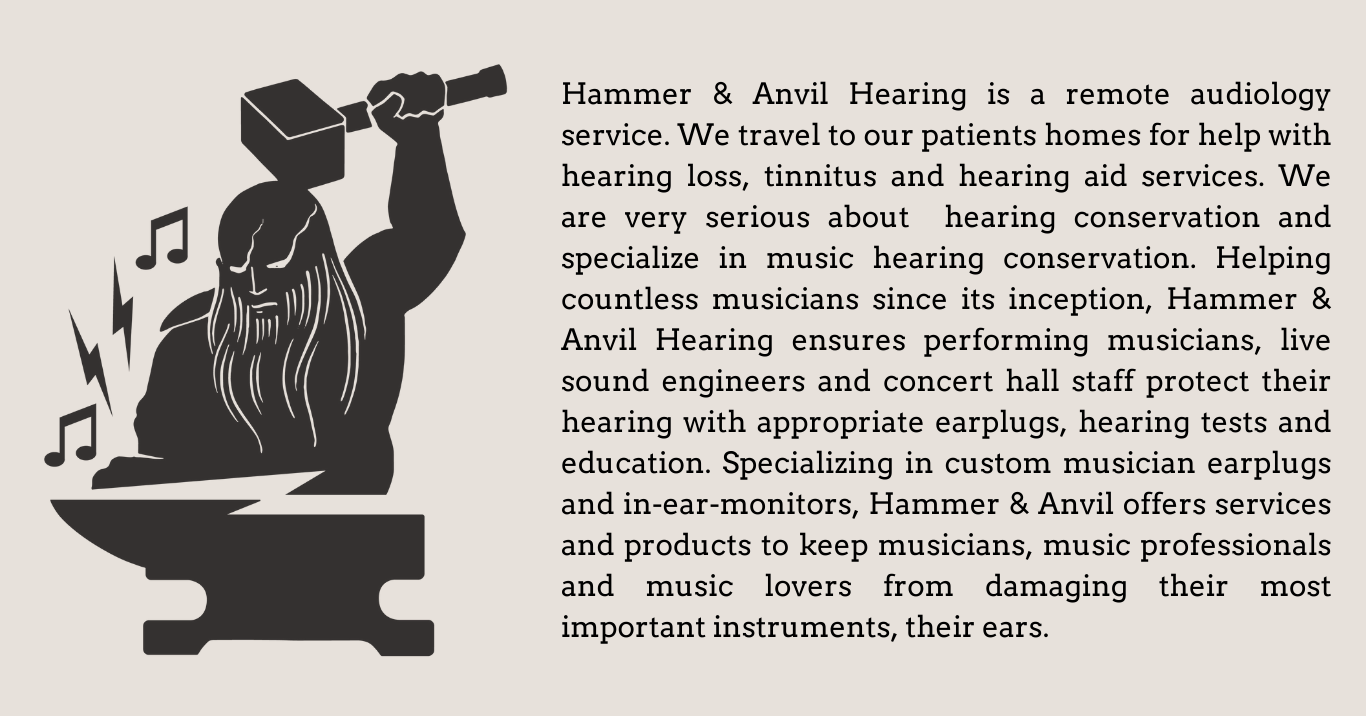 Hammer & Anvil Hearing is a remote audiology
service. We travel to our patients homes for help with
hearing loss, tinnitus and hearing aid services. We
are very serious about  hearing conservation and
specialize in music hearing conservation. Helping
countless musicians since its inception, Hammer &
Anvil Hearing ensures performing musicians, live
sound engineers and concert hall staff protect their
hearing with appropriate earplugs, hearing tests and
education. Specializing in custom musician earplugs
and in-ear-monitors, Hammer & Anvil offers services
and products to keep musicians, music professionals
and music lovers from damaging their most
important instruments, their ears.